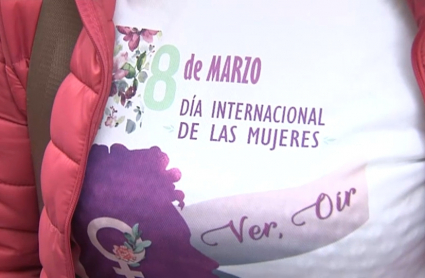 8 de MARZO
DÍA INTERNACIONAL
DE LAS MUJERES
Ver, Oír